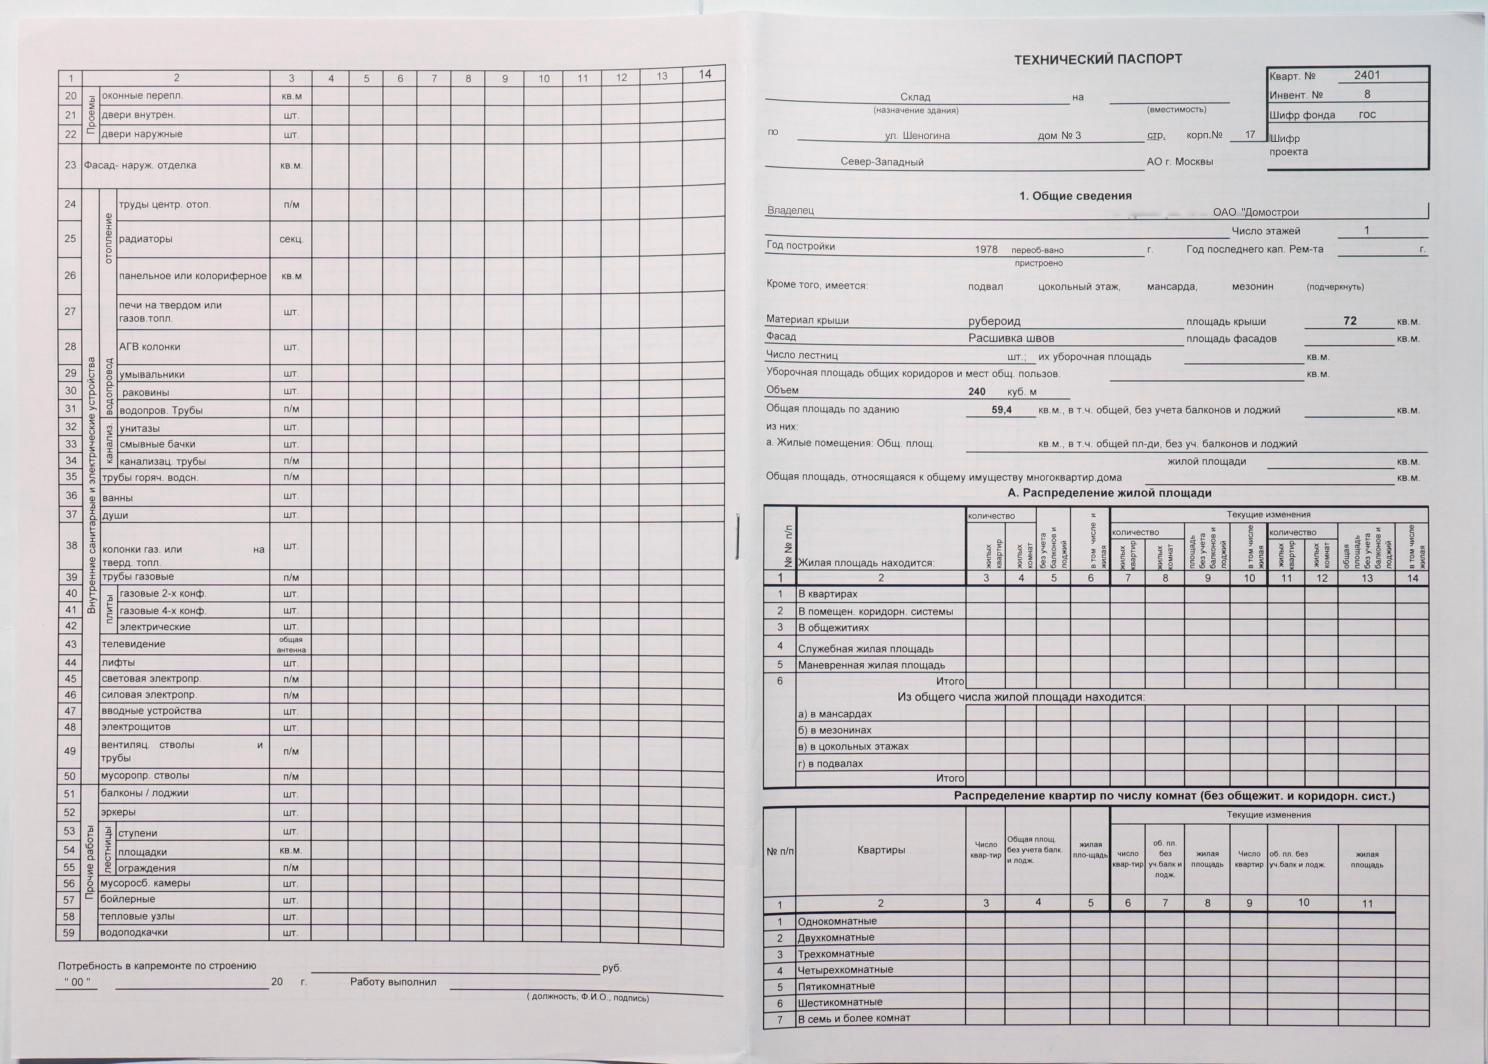 1 2 3 4 5 6 7 8 9 10 11 12 13 14
Проемы
20 оконные перепл. кв.м
21 двери внутрен. шт.
22 двери наружные шт.
23 Фасад- наруж. отделка кв.м.
Внутренние санитарные и электрические устройства
отопление
24 труды центр. отоп. п/м
25 радиаторы секц.
26 панельное или колориферное кв.м
27 печи на твердом или газов.топл. шт.
28 АГВ колонки шт.
водопровод
29 умывальники шт.
30 раковины шт.
31 водопров. Трубы п/м
канализ.
32 унитазы шт.
33 смывные бачки шт.
34 канализац. трубы п/м
35 трубы горяч. водсн. п/м
36 ванны шт.
37 души шт.
38 колонки газ. или на тверд. топл. шт.
39 трубы газовые п/м
плиты
40 газовые 2-х конф. шт.
41 газовые 4-х конф. шт.
42 электрические шт.
43 телевидение общая антенна
44 лифты шт.
45 световая электропр. п/м
46 силовая электропр. п/м
47 вводные устройства шт.
48 электрощитов шт.
49 вентиляц. стволы и трубы п/м
50 мусоропр. стволы п/м
Прочие работы
51 балконы / лоджии шт.
52 эркеры шт.
лестницы
53 ступени шт.
54 площадки кв.м.
55 ограждения п/м
56 мусоросб. камеры шт.
57 бойлерные шт.
58 тепловые узлы шт.
59 водоподкачки шт.
Потребность в капремонте по строению руб.
" 00 " 20 г. Работу выполнил
( должность, Ф.И.О., подпись)
ТЕХНИЧЕСКИЙ ПАСПОРТ
Кварт. № 2401
Инвент. № 8
Шифр фонда гос
Шифр проекта
Склад на
(назначение здания) (вместимость)
по ул. Шеногина дом № 3 стр. корп.№ 17
Север-Западный АО г. Москвы
1. Общие сведения
Владелец ОАО "Домострои
Число этажей 1
Год постройки 1978 переоб-вано г. Год последнего кап. Рем-та г.
пристроено
Кроме того, имеется: подвал цокольный этаж, мансарда, мезонин (подчеркнуть)
Материал крыши рубероид площадь крыши 72 кв.м.
Фасад Расшивка швов площадь фасадов кв.м.
Число лестниц шт.; их уборочная площадь кв.м.
Уборочная площадь общих коридоров и мест общ. пользов. кв.м.
Объем 240 куб. м
Общая площадь по зданию 59,4 кв.м., в т.ч. общей, без учета балконов и лоджий кв.м.
из них:
а. Жилые помещения: Общ. площ. кв.м., в т.ч. общей пл-ди, без уч. балконов и лоджий
жилой площади кв.м.
Общая площадь, относящаяся к общему имуществу многоквартир.дома кв.м.
А. Распределение жилой площади
№ № п/п Жилая площадь находится: количество Текущие изменения
жилых квартир жилых комнат без учета балконов и лоджий в том числе и жилая
количество жилых квартир жилых комнат площадь без учета балконов и лоджий в том числе жилая
количество жилых квартир жилых комнат общая площадь без учета балконов и лоджий в том числе и жилая
1 2 3 4 5 6 7 8 9 10 11 12 13 14
1 В квартирах
2 В помещен. коридорн. системы
3 В общежитиях
4 Служебная жилая площадь
5 Маневренная жилая площадь
6 Итого
Из общего числа жилой площади находится:
а) в мансардах
б) в мезонинах
в) в цокольных этажах
г) в подвалах
Итого
Распределение квартир по числу комнат (без общежит. и коридорн. сист.)
Текущие изменения
№ п/п Квартиры Число квар-тир Общая площ. без учета балк. и лодж. жилая пло-щадь число квар-тир об. пл. без уч.балк и лодж. жилая площадь Число квартир об. пл. без уч.балк и лодж. жилая площадь
1 2 3 4 5 6 7 8 9 10 11
1 Однокомнатные
2 Двухкомнатные
3 Трехкомнатные
4 Четырехкомнатные
5 Пятикомнатные
6 Шестикомнатные
7 В семь и более комнат